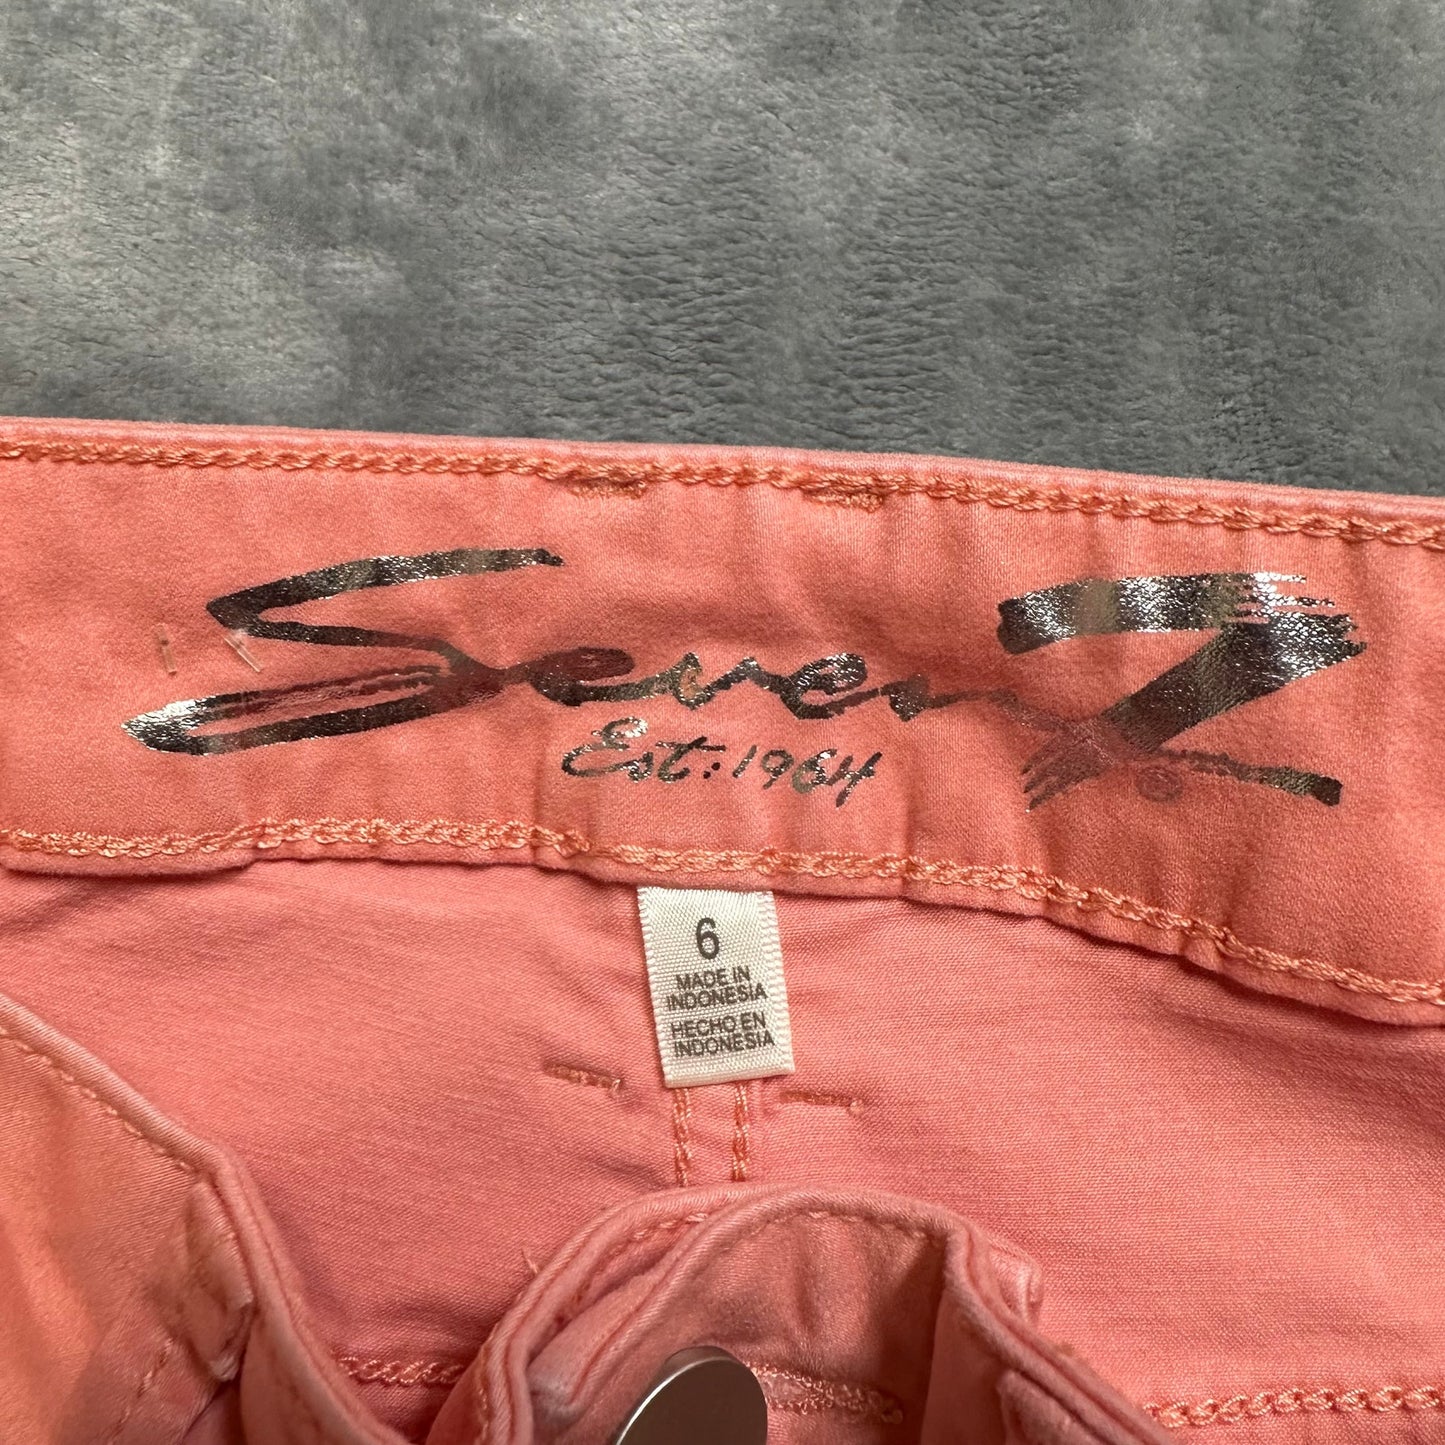 Seven7
Est. 1964
®
6
MADE IN
INDONESIA
HECHO EN
INDONESIA